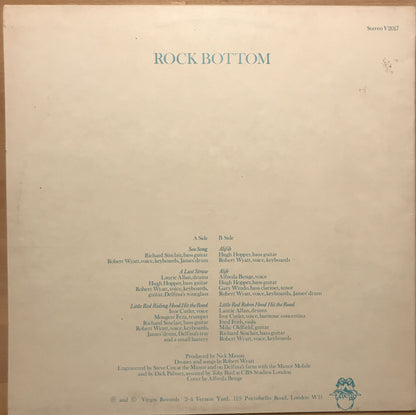 Stereo V2017
ROCK BOTTOM
A Side
Sea Song
Richard Sinclair, bass guitar
Robert Wyatt, voice, keyboards, James' drum
A Last Straw
Laurie Allan, drums
Hugh Hopper, bass guitar
Robert Wyatt, voice, keyboards,
guitar, Delfina's wineglass
Little Red Riding Hood Hit the Road
Ivor Cutler, voice
Mongezi Feza, trumpet
Richard Sinclair, bass guitar
Robert Wyatt, voice, keyboards,
James' drum, Delfina's tray
and a small battery
B Side
Alifib
Hugh Hopper, bass guitar
Robert Wyatt, voice, keyboards
Alife
Alfreda Benge, voice
Hugh Hopper, bass guitar
Gary Windo, bass clarinet, tenor
Robert Wyatt, voice, keyboards, James' drum
Little Red Robin Hood Hit the Road
Laurie Allan, drums
Ivor Cutler, voice, baritone concertina
Fred Frith, viola
Mike Oldfield, guitar
Richard Sinclair, bass guitar
Robert Wyatt, voice, keyboards
Produced by Nick Mason
Drones and songs by Robert Wyatt
Engineered by Steve Cox at the Manor and on Delfina's farm with the Manor Mobile
and by Dick Palmer, assisted by Toby Bird at CBS Studios London
Cover by Alfreda Benge
℗ and © Virgin Records 2-4 Vernon Yard, 119 Portobello Road, London W11